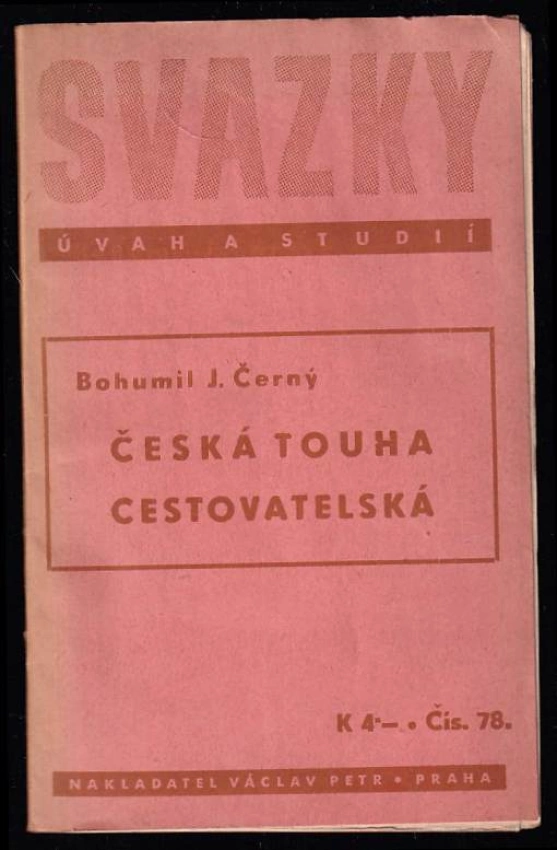 SVAZKY
ÚVAH A STUDIÍ
Bohumil J. Černý
ČESKÁ TOUHA
CESTOVATELSKÁ
K 4·– • Čís. 78.
NAKLADATEL VÁCLAV PETR • PRAHA